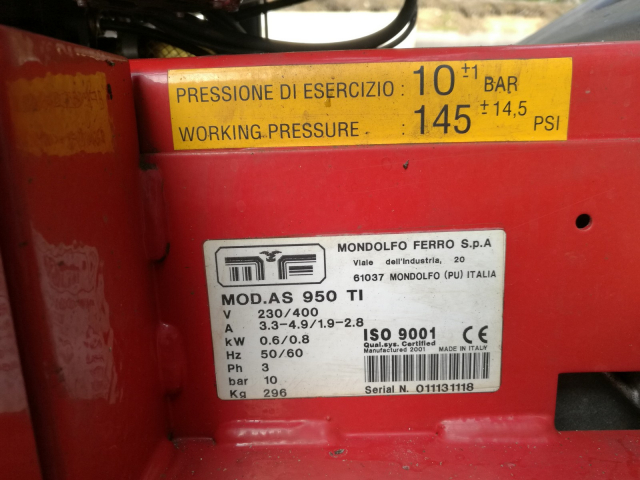 PRESSIONE DI ESERCIZIO : 10 ±1 BAR
WORKING PRESSURE : 145 ±14,5 PSI
MONDOLFO FERRO S.p.A
Viale dell'Industria, 20
61037 MONDOLFO (PU) ITALIA
MOD.AS 950 TI
V 230/400
A 3.3-4.9/1.9-2.8
kW 0.6/0.8
Hz 50/60
Ph 3
bar 10
Kg 296
ISO 9001 CE
Qual.sys. Certified
Manufactured 2001 MADE IN ITALY
Serial N. 011131118